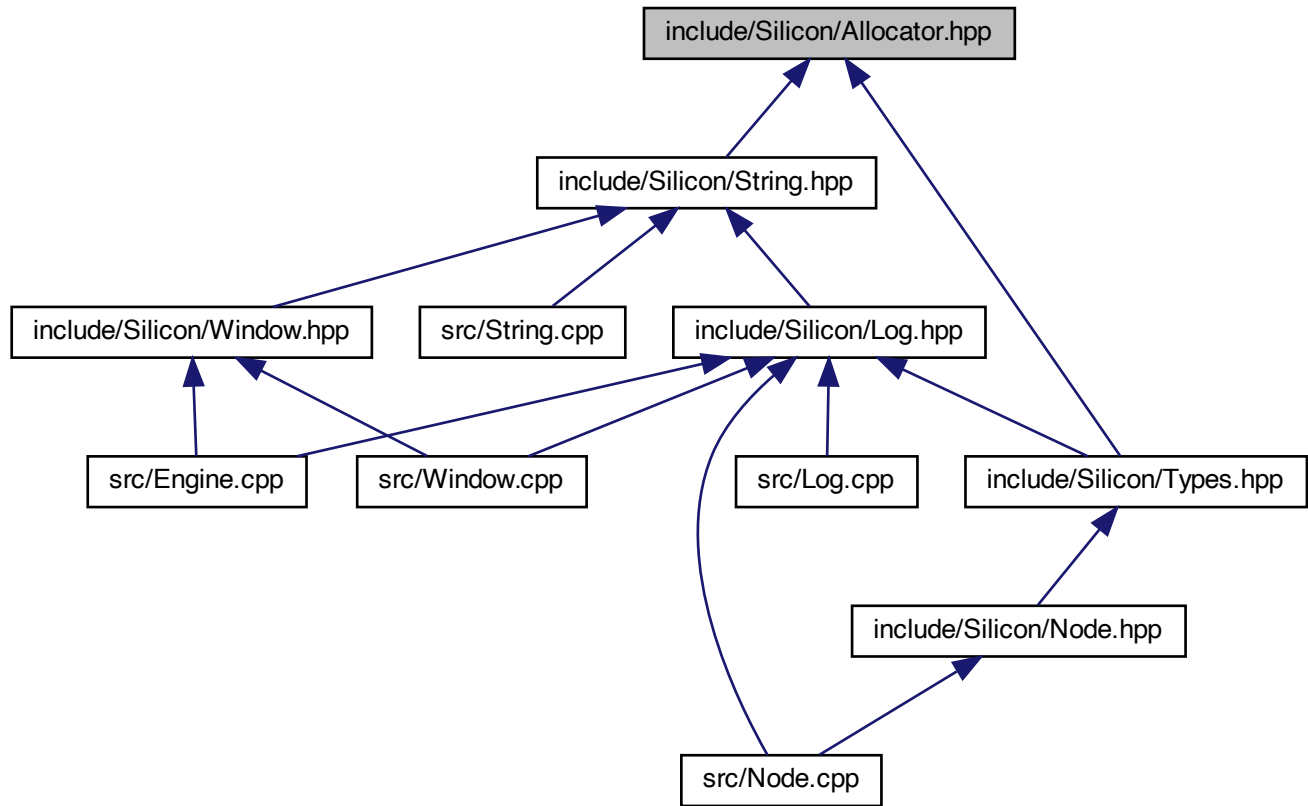 include/Silicon/Allocator.hpp
include/Silicon/String.hpp
include/Silicon/Window.hpp
src/String.cpp
include/Silicon/Log.hpp
src/Engine.cpp
src/Window.cpp
src/Log.cpp
include/Silicon/Types.hpp
include/Silicon/Node.hpp
src/Node.cpp